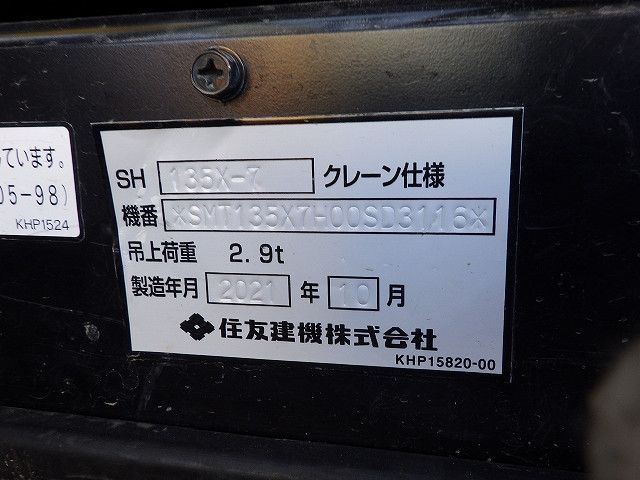 ています。
05-98)
KHP1524
SH 135X-7 クレーン仕様
機番 *SMT135X7H00SD3116*
吊上荷重 2.9t
製造年月 2021 年 10 月
住友建機株式会社
KHP15820-00